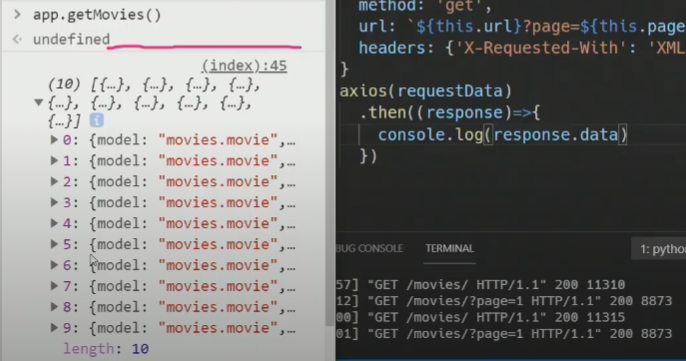 > app.getMovies()
< undefined
(index):45
(10) [{…}, {…}, {…}, {…},
▼{…}, {…}, {…}, {…}, {…},
{…}] i
▶ 0: {model: "movies.movie",…
▶ 1: {model: "movies.movie",…
▶ 2: {model: "movies.movie",…
▶ 3: {model: "movies.movie",…
▶ 4: {model: "movies.movie",…
▶ 5: {model: "movies.movie",…
▶ 6: {model: "movies.movie",…
▶ 7: {model: "movies.movie",…
▶ 8: {model: "movies.movie",…
▶ 9: {model: "movies.movie",…
length: 10
method: 'get',
url: `${this.url}?page=${this.page
headers: {'X-Requested-With': 'XML
}
axios(requestData)
.then((response)=>{
console.log(response.data)
})
BUG CONSOLE TERMINAL 1: python
57] "GET /movies/ HTTP/1.1" 200 11310
12] "GET /movies/?page=1 HTTP/1.1" 200 8873
00] "GET /movies/ HTTP/1.1" 200 11315
01] "GET /movies/?page=1 HTTP/1.1" 200 8873